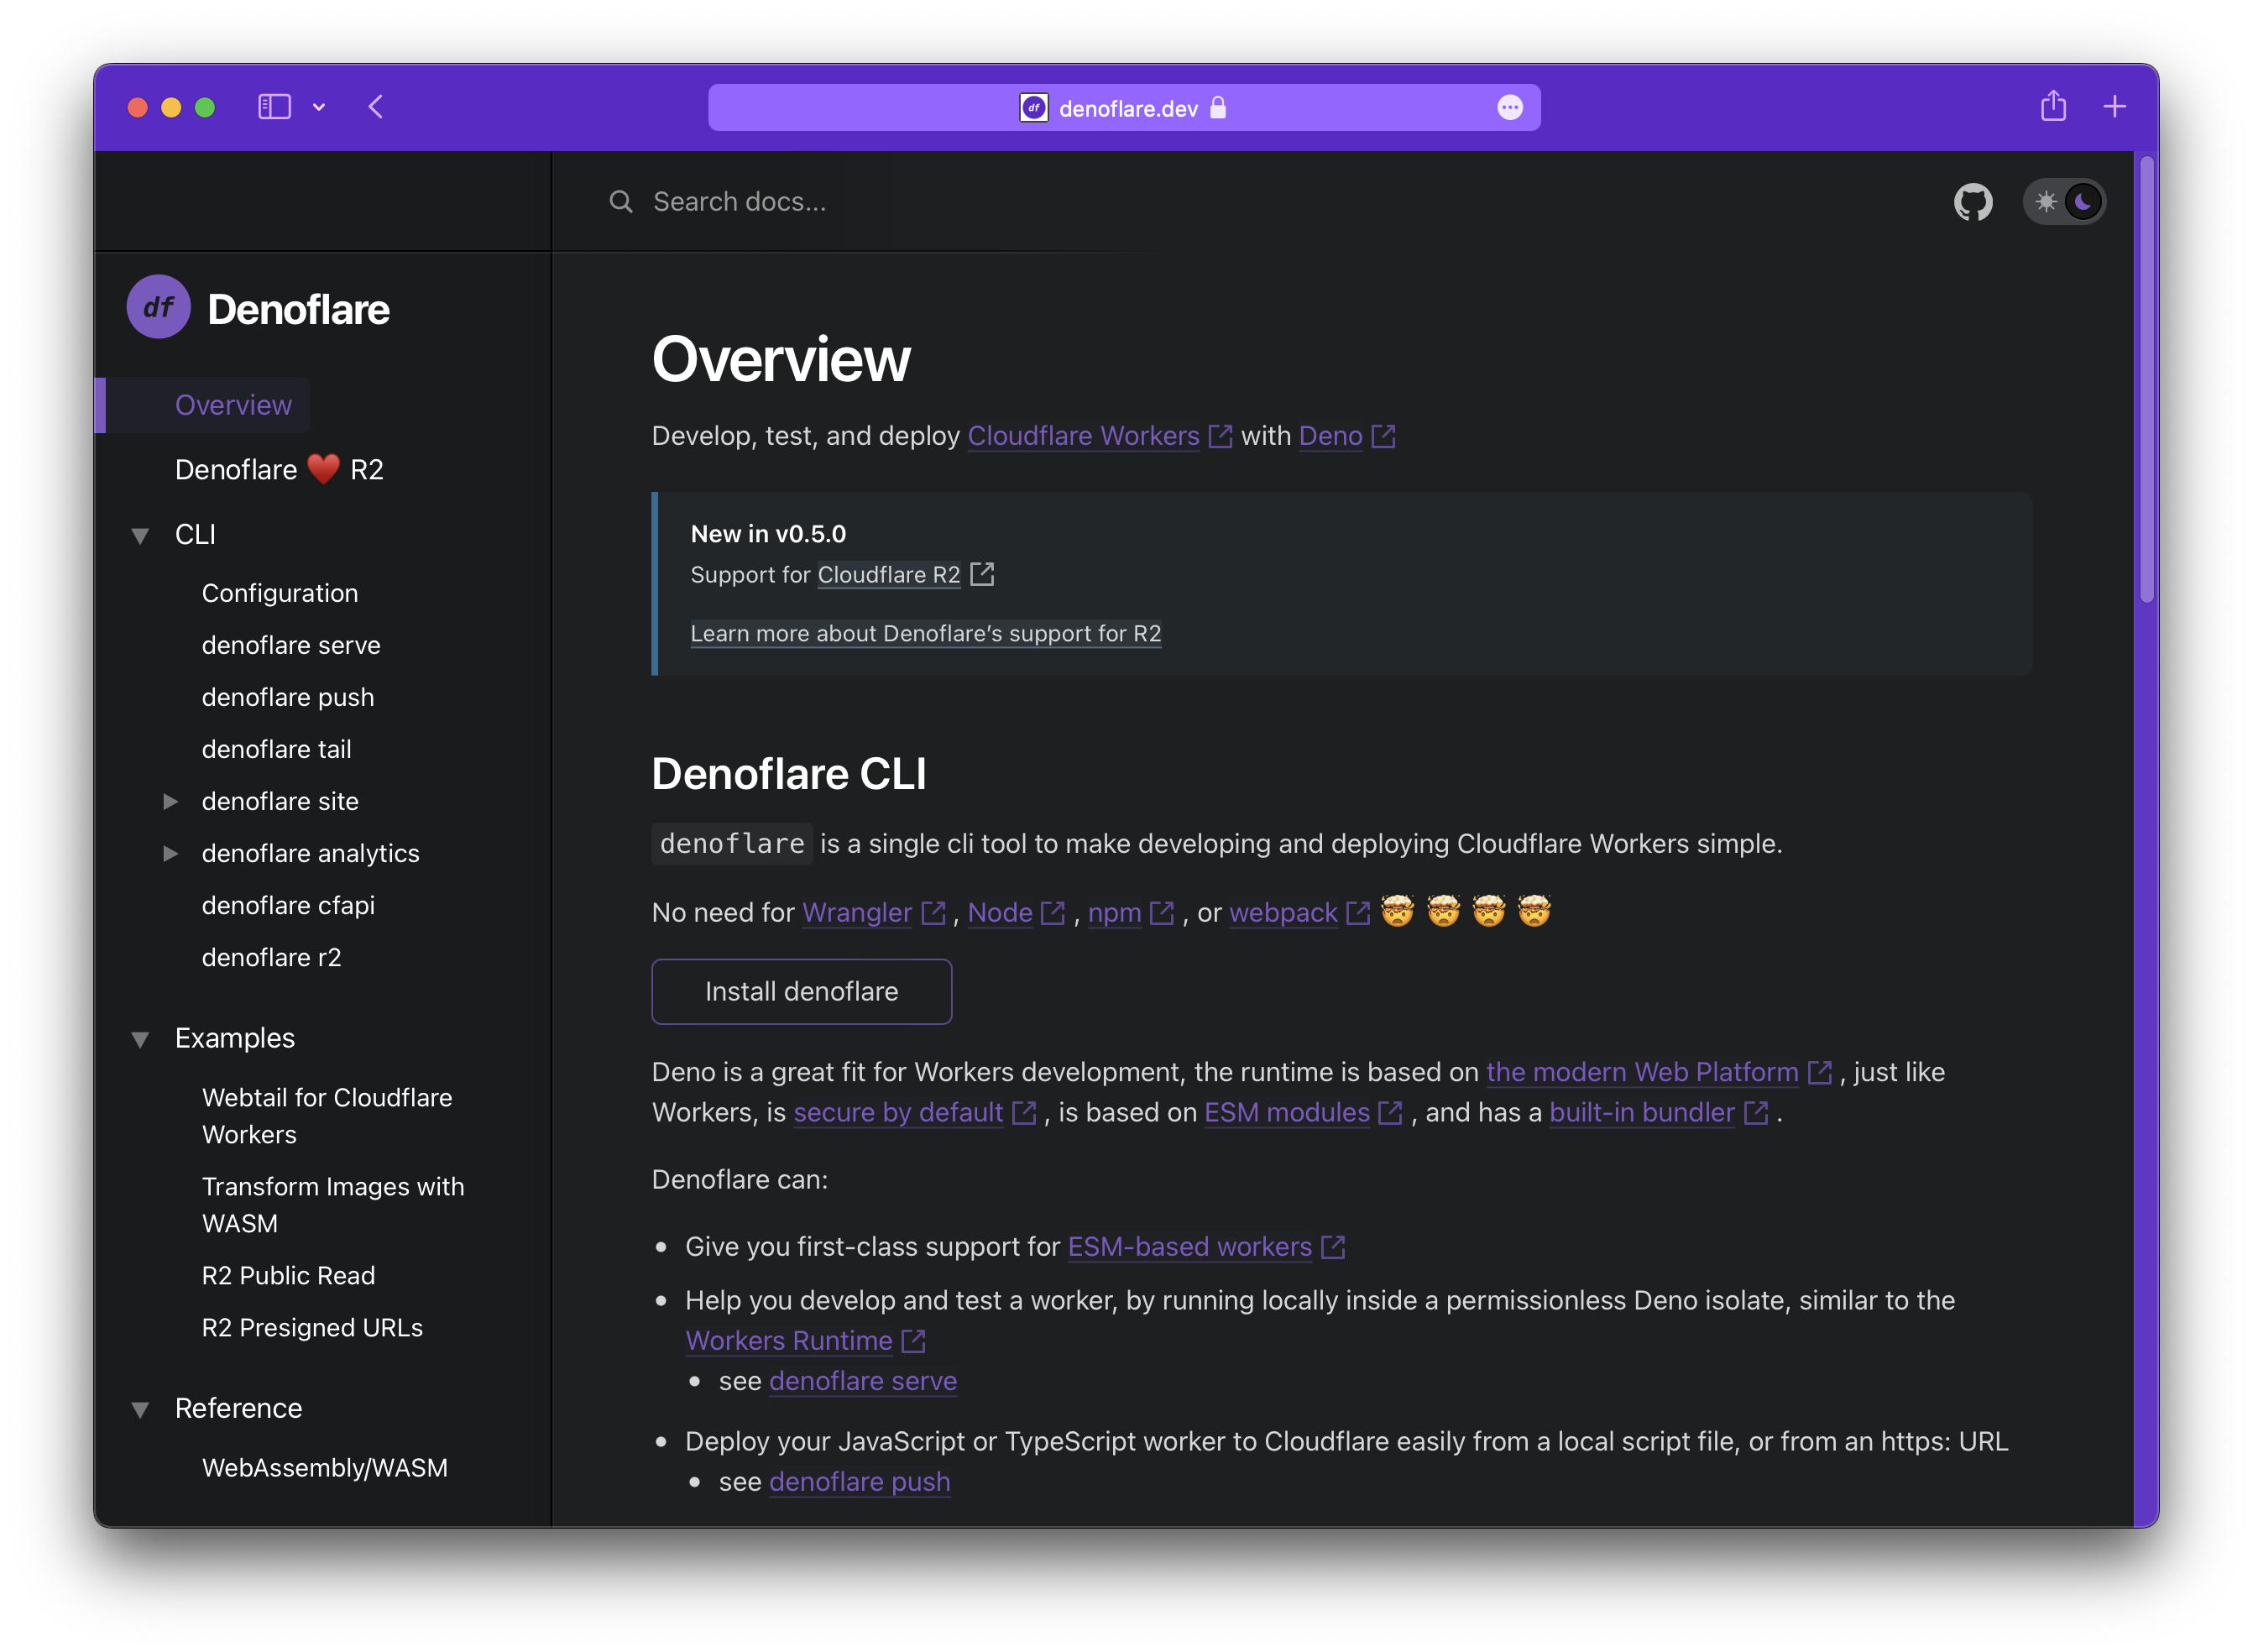 denoflare.dev
Search docs...
df Denoflare
Overview
Denoflare ♥️ R2
CLI
Configuration
denoflare serve
denoflare push
denoflare tail
denoflare site
denoflare analytics
denoflare cfapi
denoflare r2
Examples
Webtail for Cloudflare
Workers
Transform Images with
WASM
R2 Public Read
R2 Presigned URLs
Reference
WebAssembly/WASM
Overview
Develop, test, and deploy Cloudflare Workers with Deno
New in v0.5.0
Support for Cloudflare R2
Learn more about Denoflare’s support for R2
Denoflare CLI
denoflare is a single cli tool to make developing and deploying Cloudflare Workers simple.
No need for Wrangler , Node , npm , or webpack 🤯 🤯 🤯 🤯
Install denoflare
Deno is a great fit for Workers development, the runtime is based on the modern Web Platform , just like
Workers, is secure by default , is based on ESM modules , and has a built-in bundler .
Denoflare can:
• Give you first-class support for ESM-based workers
• Help you develop and test a worker, by running locally inside a permissionless Deno isolate, similar to the
Workers Runtime
• see denoflare serve
• Deploy your JavaScript or TypeScript worker to Cloudflare easily from a local script file, or from an https: URL
• see denoflare push